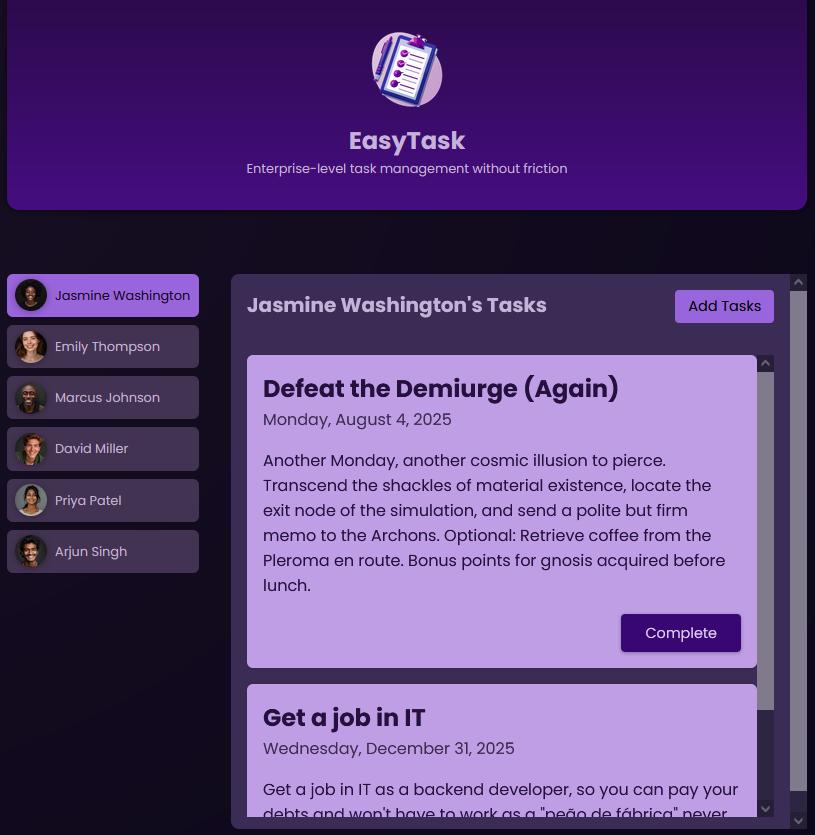 EasyTask
Enterprise-level task management without friction
Jasmine Washington
Emily Thompson
Marcus Johnson
David Miller
Priya Patel
Arjun Singh
Jasmine Washington's Tasks
Add Tasks
Defeat the Demiurge (Again)
Monday, August 4, 2025
Another Monday, another cosmic illusion to pierce.
Transcend the shackles of material existence, locate the
exit node of the simulation, and send a polite but firm
memo to the Archons. Optional: Retrieve coffee from the
Pleroma en route. Bonus points for gnosis acquired before
lunch.
Complete
Get a job in IT
Wednesday, December 31, 2025
Get a job in IT as a backend developer, so you can pay your
debts and won't have to work as a "peão de fábrica" never